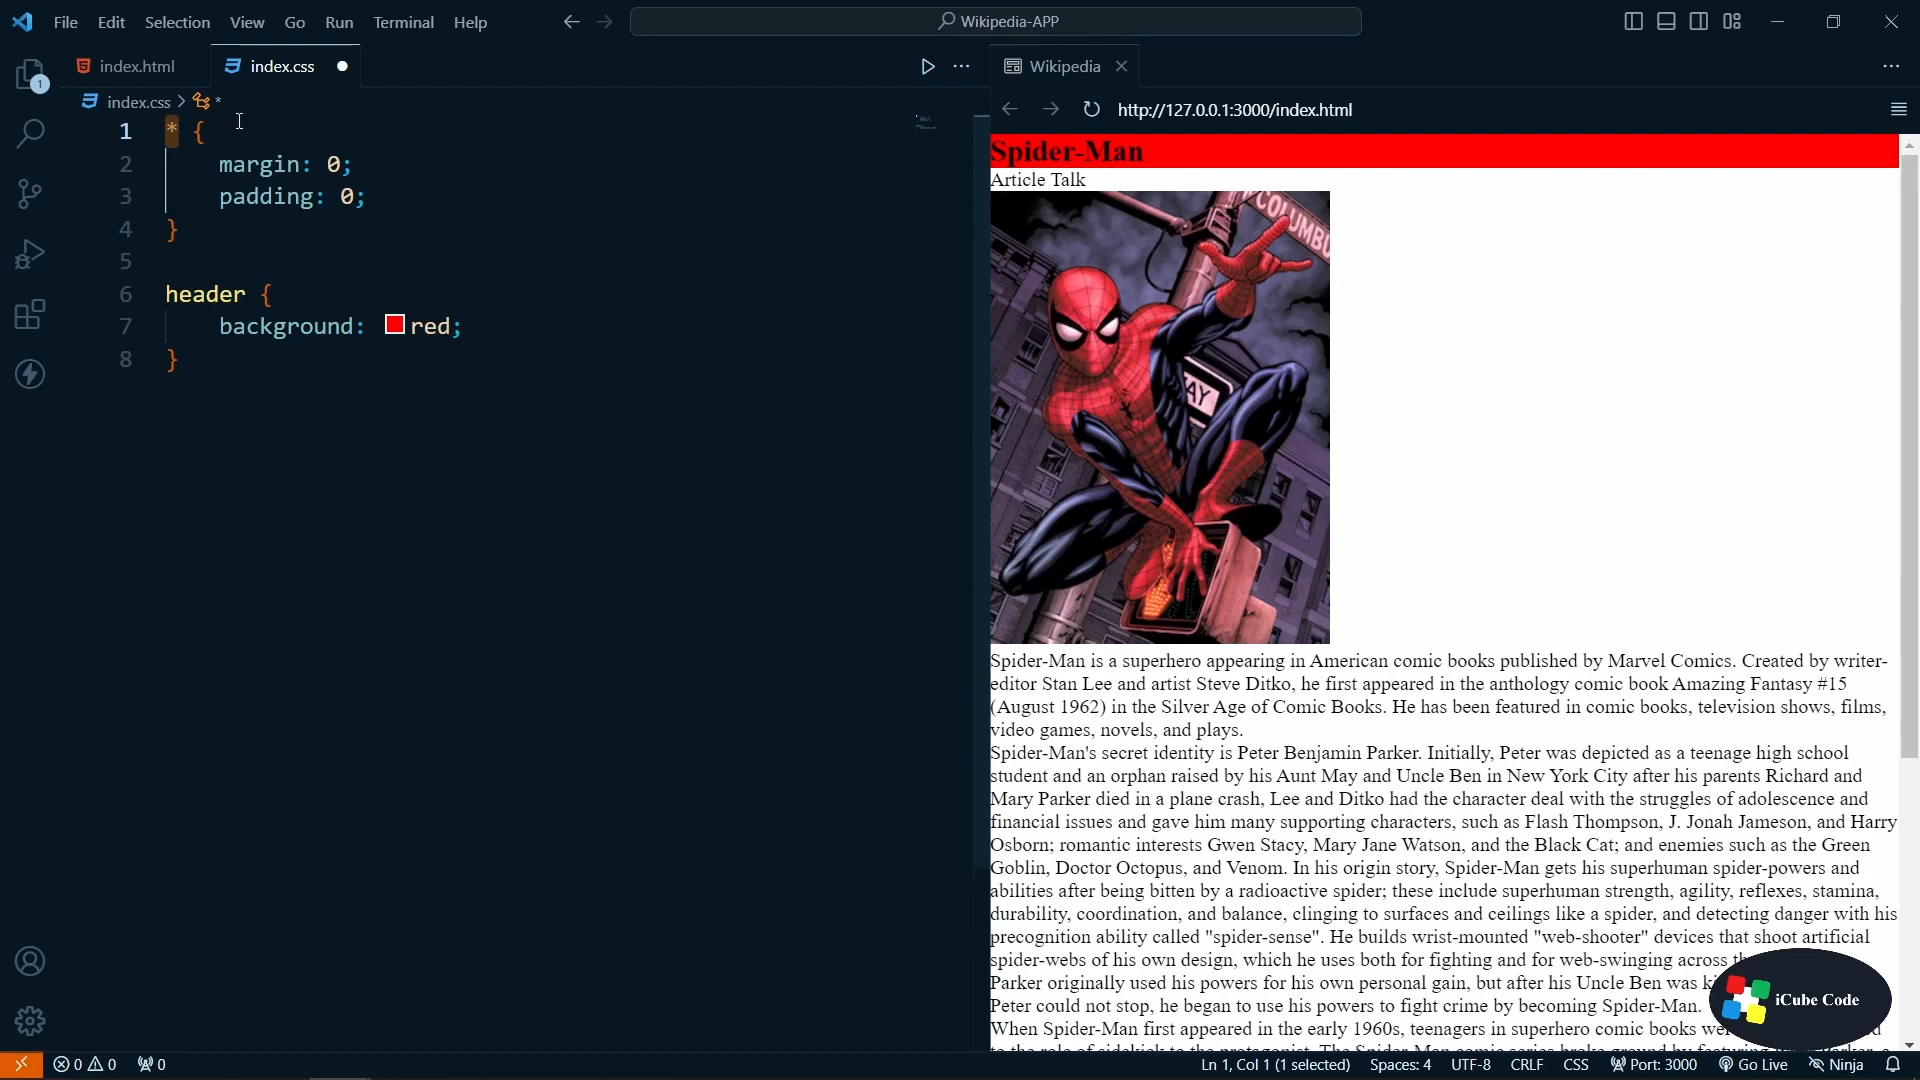 File Edit Selection View Go Run Terminal Help
Wikipedia-APP
index.html
index.css
Wikipedia
index.css > *
http://127.0.0.1:3000/index.html
1 * {
2 margin: 0;
3 padding: 0;
4 }
5
6 header {
7 background: red;
8 }
1
Spider-Man
Article Talk
COLUMBU
AY
Spider-Man is a superhero appearing in American comic books published by Marvel Comics. Created by writer-
editor Stan Lee and artist Steve Ditko, he first appeared in the anthology comic book Amazing Fantasy #15
(August 1962) in the Silver Age of Comic Books. He has been featured in comic books, television shows, films,
video games, novels, and plays.
Spider-Man's secret identity is Peter Benjamin Parker. Initially, Peter was depicted as a teenage high school
student and an orphan raised by his Aunt May and Uncle Ben in New York City after his parents Richard and
Mary Parker died in a plane crash, Lee and Ditko had the character deal with the struggles of adolescence and
financial issues and gave him many supporting characters, such as Flash Thompson, J. Jonah Jameson, and Harry
Osborn; romantic interests Gwen Stacy, Mary Jane Watson, and the Black Cat; and enemies such as the Green
Goblin, Doctor Octopus, and Venom. In his origin story, Spider-Man gets his superhuman spider-powers and
abilities after being bitten by a radioactive spider; these include superhuman strength, agility, reflexes, stamina,
durability, coordination, and balance, clinging to surfaces and ceilings like a spider, and detecting danger with his
precognition ability called "spider-sense". He builds wrist-mounted "web-shooter" devices that shoot artificial
spider-webs of his own design, which he uses both for fighting and for web-swinging across
Parker originally used his powers for his own personal gain, but after his Uncle Ben was
Peter could not stop, he began to use his powers to fight crime by becoming Spider-Man.
When Spider-Man first appeared in the early 1960s, teenagers in superhero comic books
iCube Code
0 0 0
Ln 1, Col 1 (1 selected) Spaces: 4 UTF-8 CRLF CSS Port: 3000 Go Live Ninja